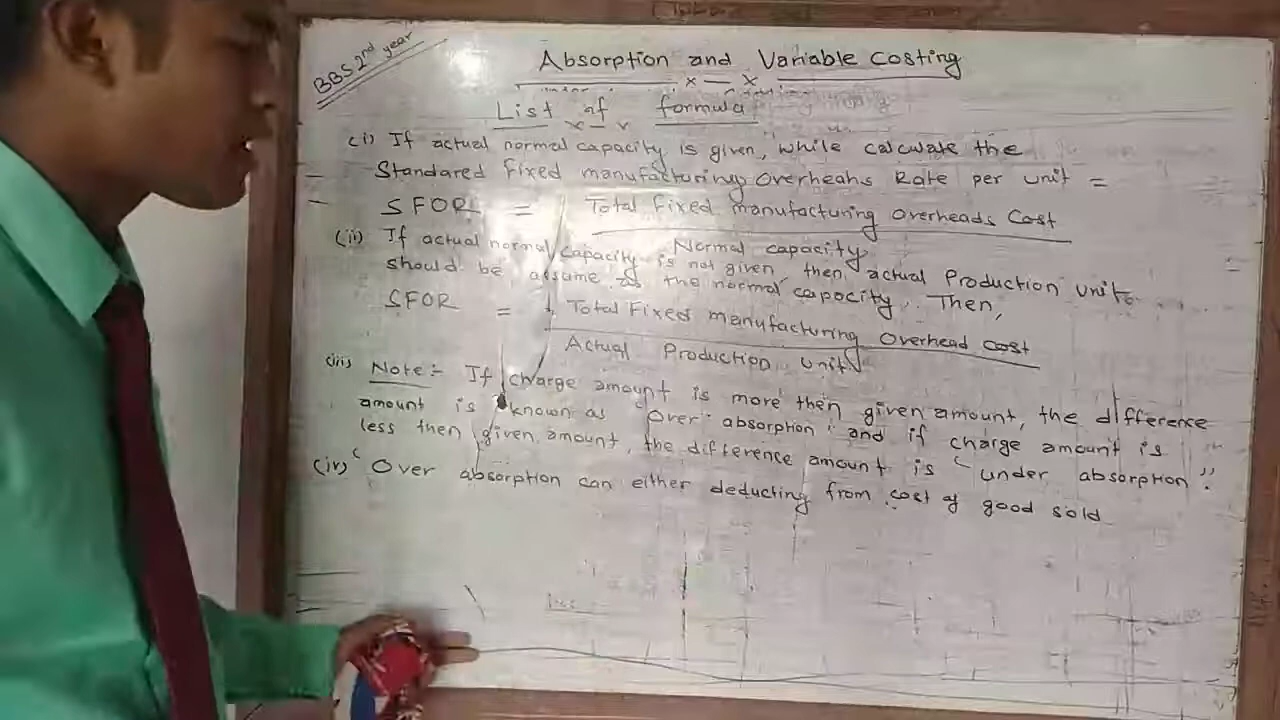 BBS 2nd year
Absorption and Variable Costing
List of formula
(i) If actual normal capacity is given, while calculate the
Standared fixed manufacturing Overheahs Rate per unit =
SFOR = Total fixed manufacturing overheads Cost
Normal capacity
(ii) If actual normal capacity is not given, then actual Production units
should be assume as the normal capocity. Then,
SFOR = Total Fixed manufacturing Overhead cost
Actual Production units
(iii) Note:- If charge amount is more then given amount, the difference
amount is known as "Over absorption" and if charge amount is
less then given amount, the difference amount is "under absorption".
(iv) Over absorption can either deducting from cost of good sold